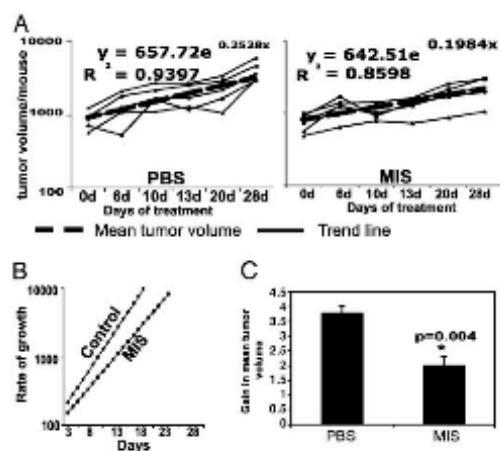 A
10000
1000
100
tumor volume/mouse
y = 657.72e 0.2528x
R² = 0.9397
PBS
0d 6d 10d 13d 20d 28d
Days of treatment
y = 642.51e 0.1984x
R² = 0.8598
MIS
0d 6d 10d 13d 20d 28d
Days of treatment
Mean tumor volume
Trend line
B
10000
1000
100
Rate of growth
Control
MIS
3 8 13 18 23 28
Days
C
4.5
4
3.5
3
2.5
2
1.5
1
0.5
0
Gain in mean tumor
volume
p=0.004
*
PBS MIS